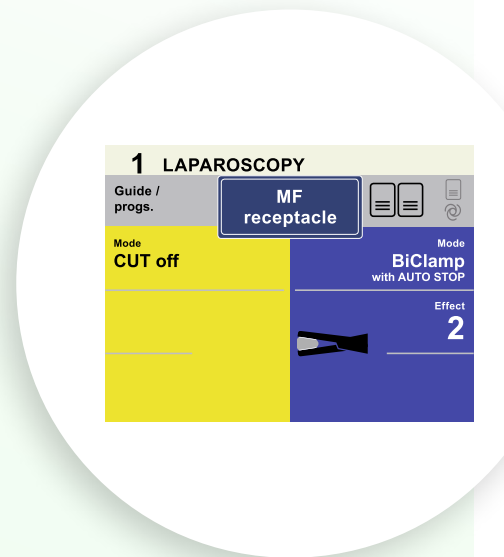 1 LAPAROSCOPY
Guide /
progs.
MF
receptacle
Mode
CUT off
Mode
BiClamp
with AUTO STOP
Effect
2